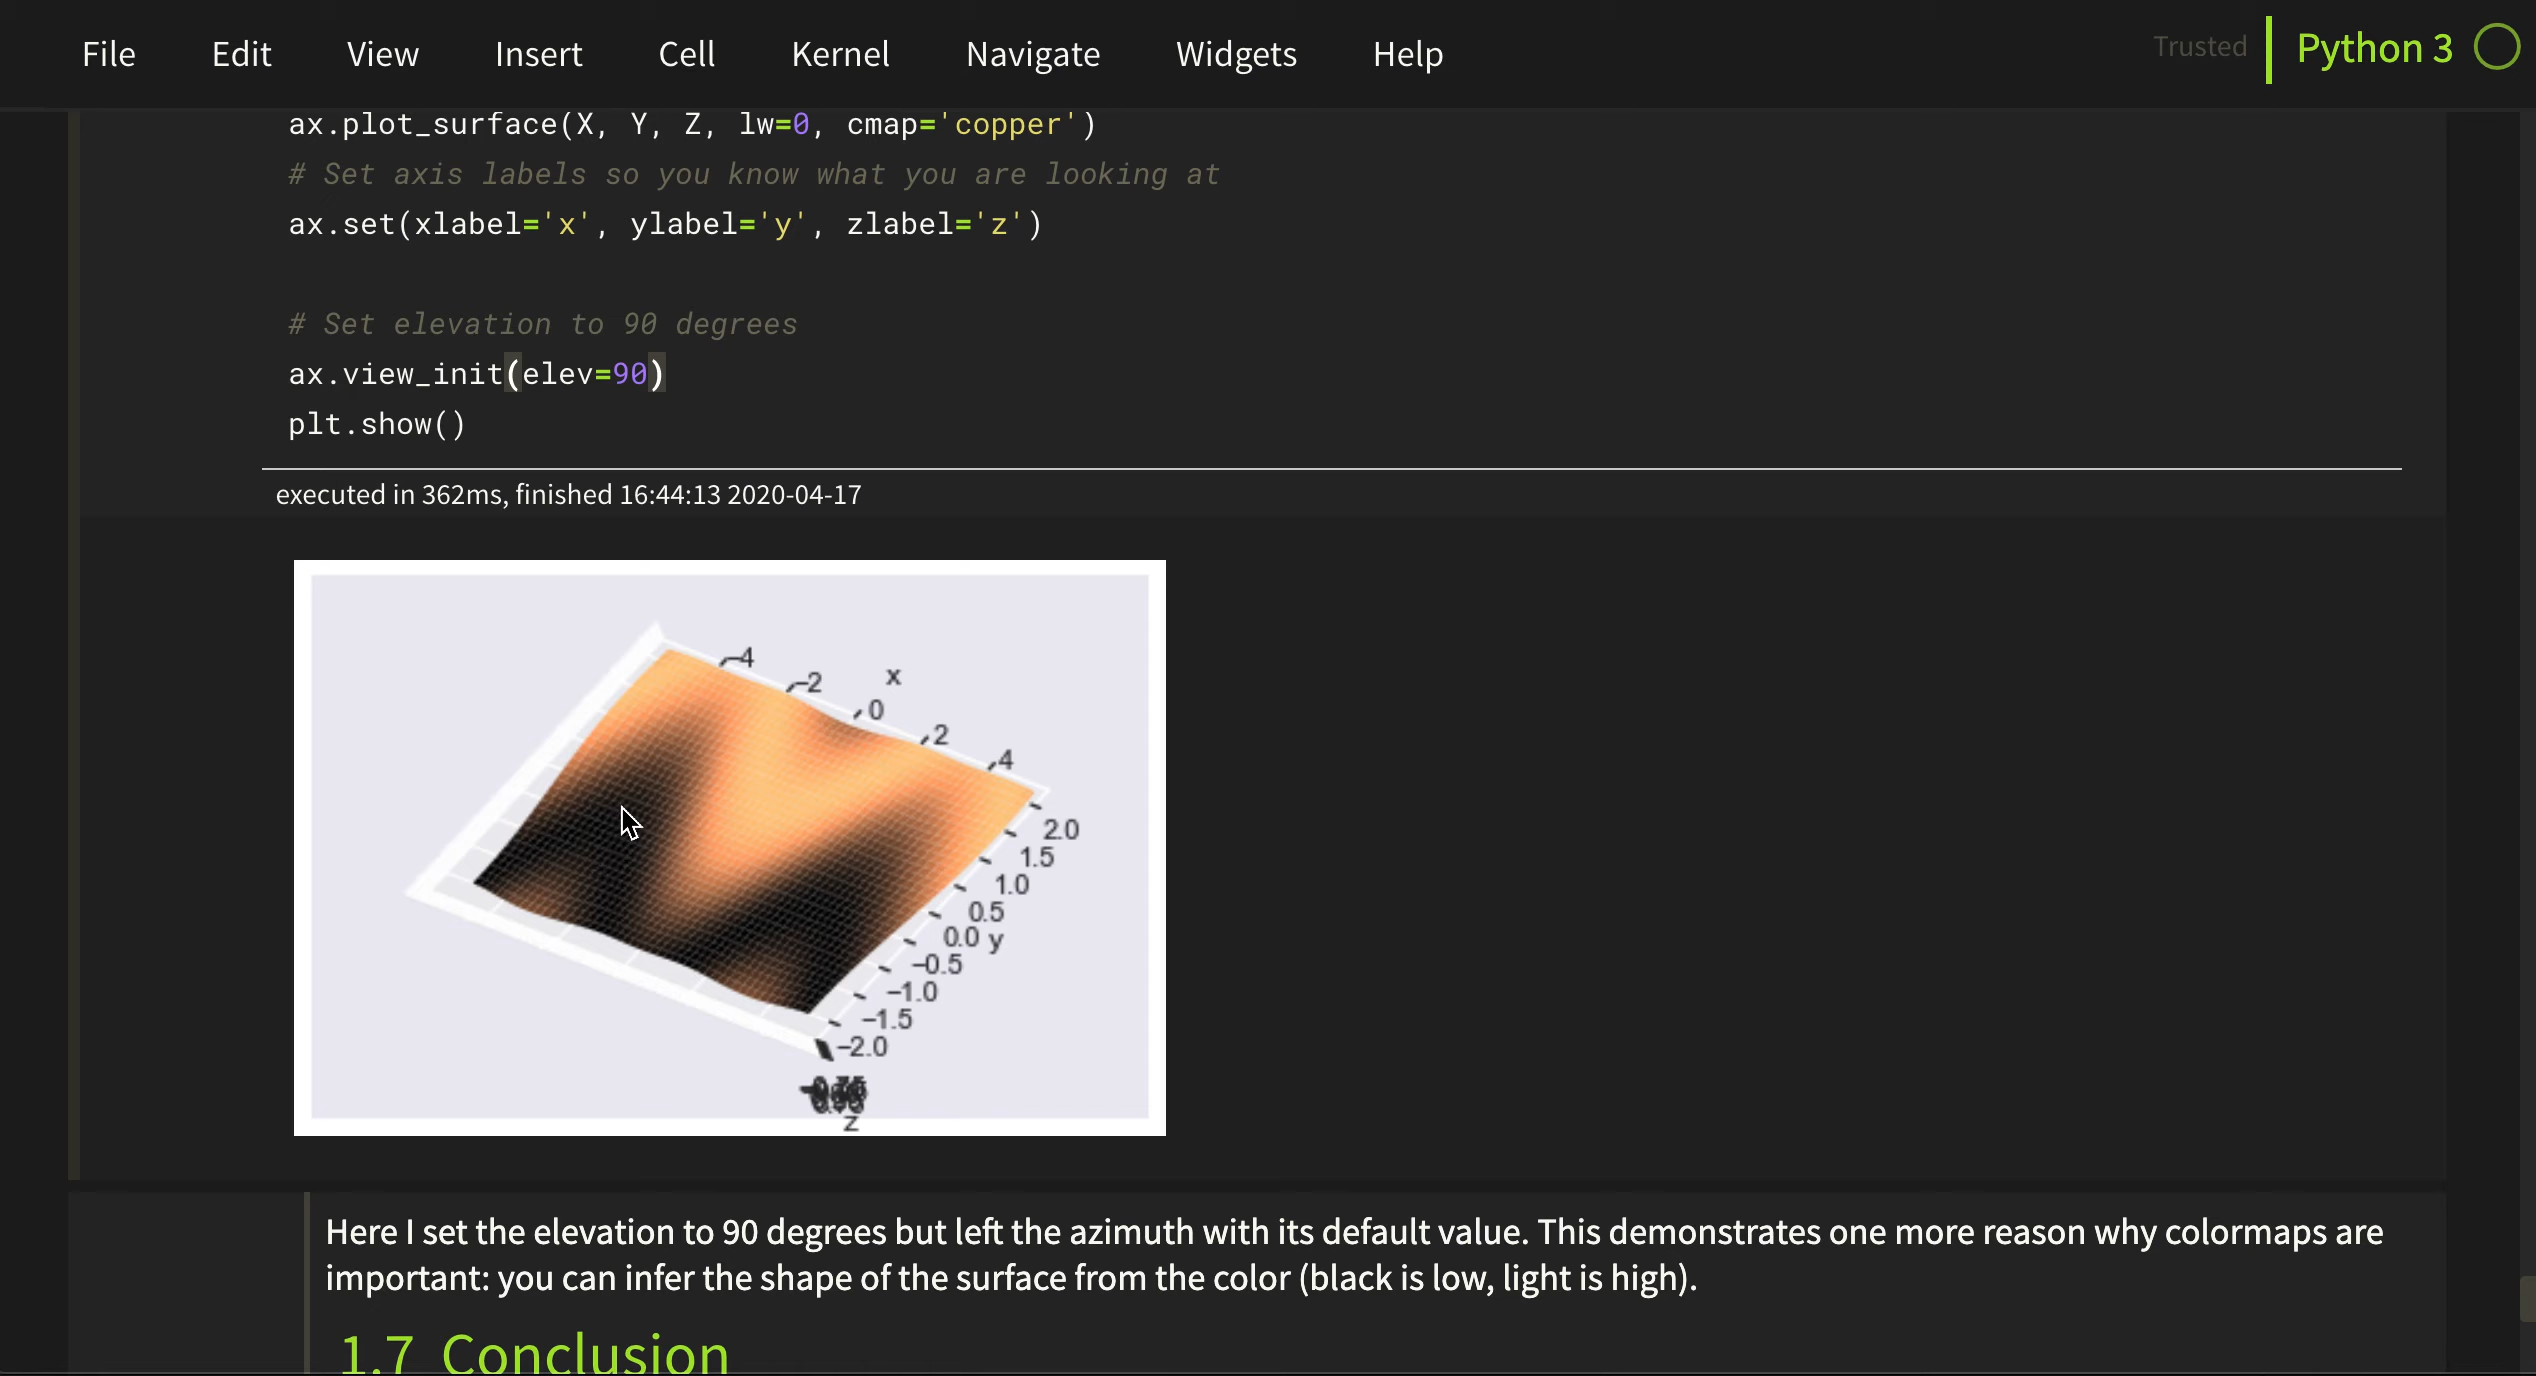 File Edit View Insert Cell Kernel Navigate Widgets Help Trusted Python 3
ax.plot_surface(X, Y, Z, lw=0, cmap='copper')
# Set axis labels so you know what you are looking at
ax.set(xlabel='x', ylabel='y', zlabel='z')
# Set elevation to 90 degrees
ax.view_init(elev=90)
plt.show()
executed in 362ms, finished 16:44:13 2020-04-17
−4
−2
x
0
2
4
2.0
1.5
1.0
0.5
0.0 y
−0.5
−1.0
−1.5
−2.0
z
Here I set the elevation to 90 degrees but left the azimuth with its default value. This demonstrates one more reason why colormaps are
important: you can infer the shape of the surface from the color (black is low, light is high).
1.7 Conclusion